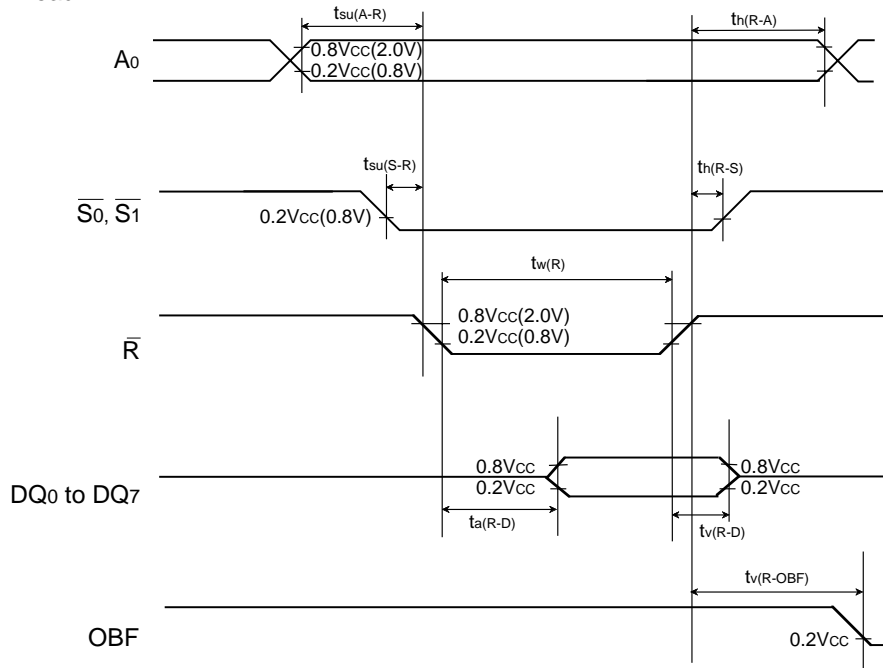 tsu(A-R)
th(R-A)
A0
0.8VCC(2.0V)
0.2VCC(0.8V)
tsu(S-R)
th(R-S)
S0, S1
0.2VCC(0.8V)
tw(R)
R
0.8VCC(2.0V)
0.2VCC(0.8V)
DQ0 to DQ7
0.8VCC
0.2VCC
0.8VCC
0.2VCC
ta(R-D)
tv(R-D)
tv(R-OBF)
OBF
0.2VCC